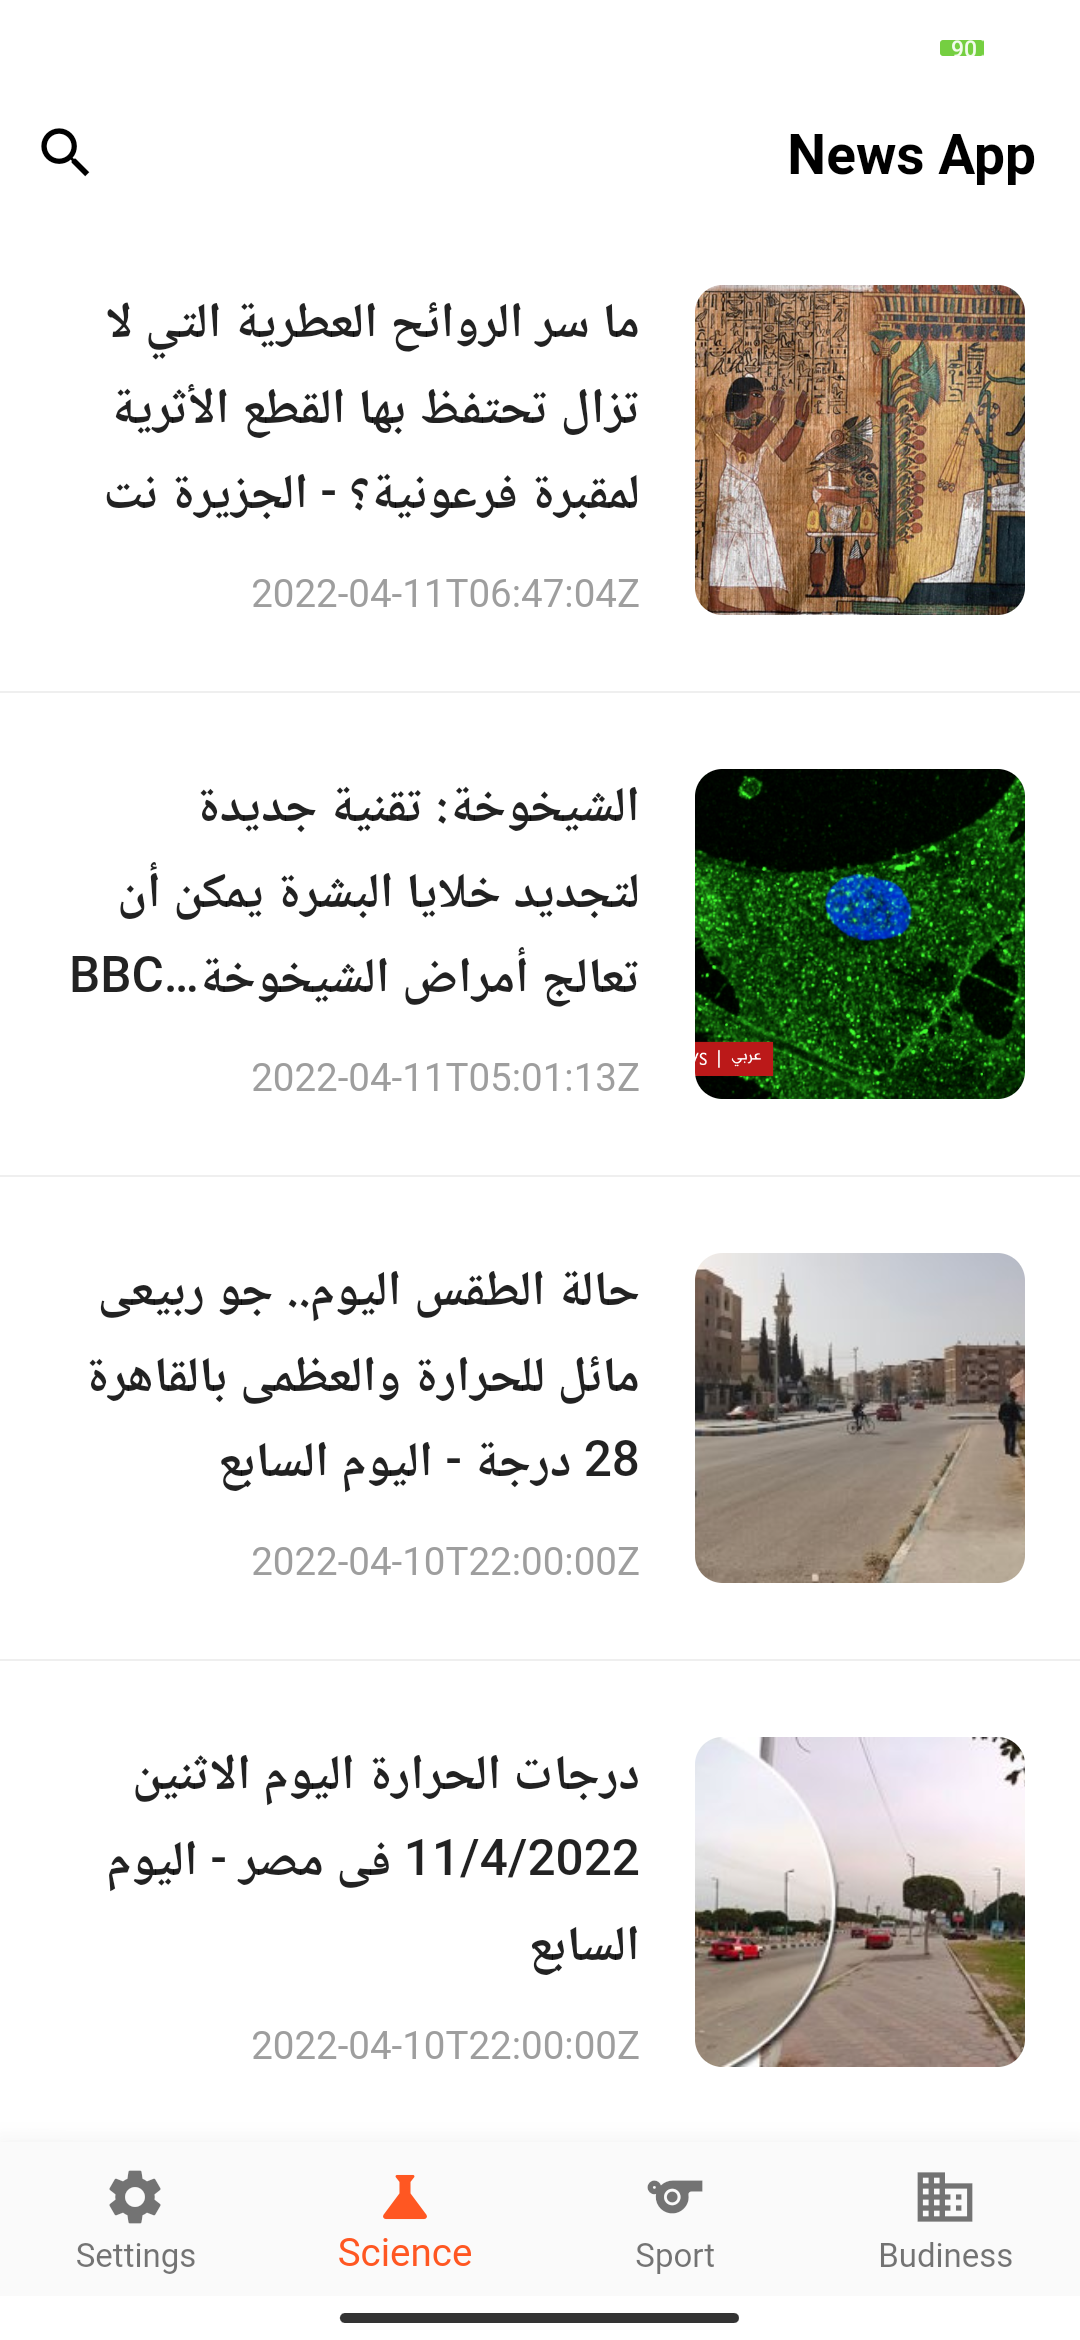 90
News App
ما سر الروائح العطرية التي لا
تزال تحتفظ بها القطع الأثرية
لمقبرة فرعونية؟ - الجزيرة نت
2022-04-11T06:47:04Z
الشيخوخة: تقنية جديدة
لتجديد خلايا البشرة يمكن أن
تعالج أمراض الشيخوخة...BBC
2022-04-11T05:01:13Z
عربي | YS
حالة الطقس اليوم.. جو ربيعى
مائل للحرارة والعظمى بالقاهرة
28 درجة - اليوم السابع
2022-04-10T22:00:00Z
درجات الحرارة اليوم الاثنين
11/4/2022 فى مصر - اليوم
السابع
2022-04-10T22:00:00Z
Budiness
Sport
Science
Settings